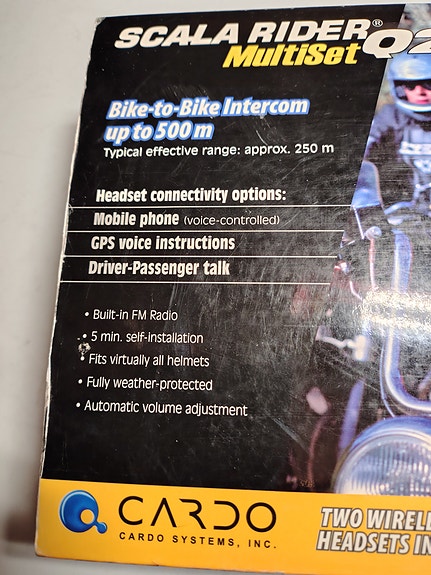 SCALA RIDER®
MultiSet Q2
Bike-to-Bike Intercom
up to 500 m
Typical effective range: approx. 250 m
Headset connectivity options:
Mobile phone (voice-controlled)
GPS voice instructions
Driver-Passenger talk
• Built-in FM Radio
• 5 min. self-installation
• Fits virtually all helmets
• Fully weather-protected
• Automatic volume adjustment
CARDO
CARDO SYSTEMS, INC.
TWO
HEADSETS